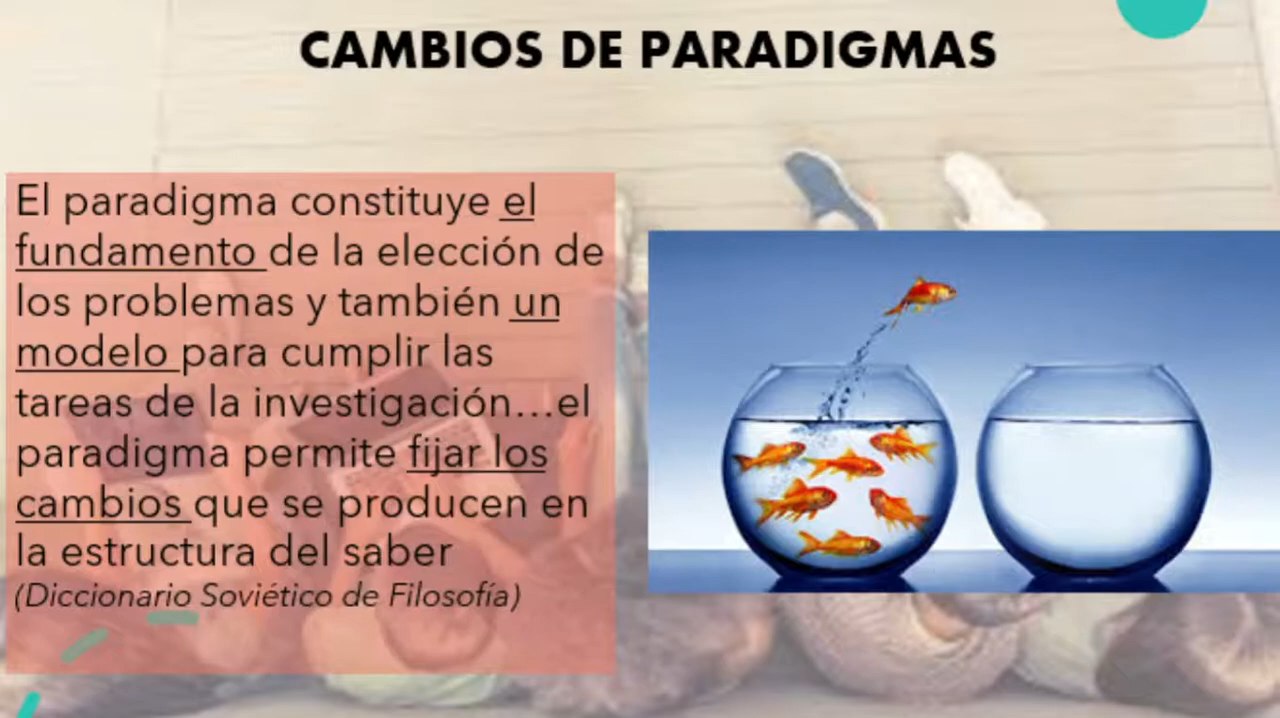 CAMBIOS DE PARADIGMAS
El paradigma constituye el
fundamento de la elección de
los problemas y también un
modelo para cumplir las
tareas de la investigación...el
paradigma permite fijar los
cambios que se producen en
la estructura del saber
(Diccionario Soviético de Filosofía)